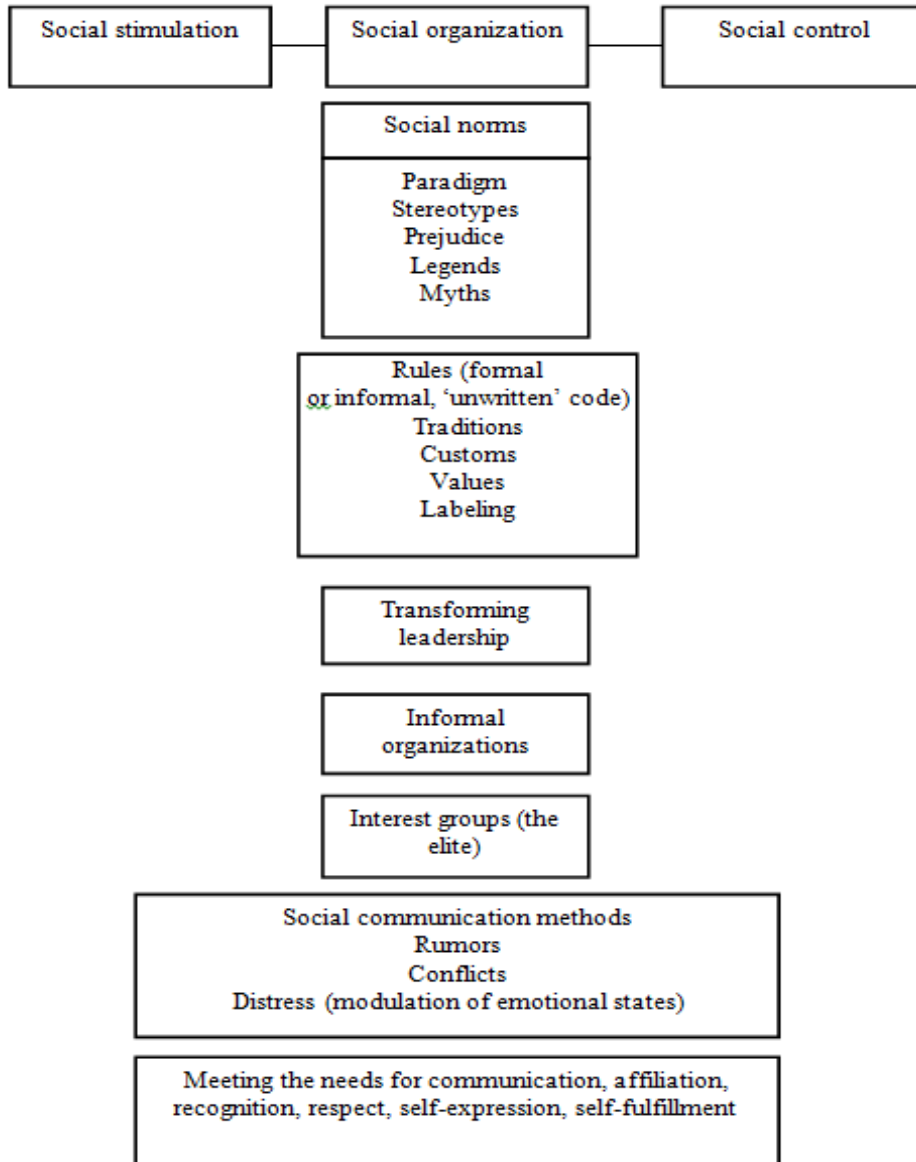 Social stimulation
Social organization
Social control
Social norms
Paradigm
Stereotypes
Prejudice
Legends
Myths
Rules (formal
or informal, ‘unwritten’ code)
Traditions
Customs
Values
Labeling
Transforming
leadership
Informal
organizations
Interest groups (the
elite)
Social communication methods
Rumors
Conflicts
Distress (modulation of emotional states)
Meeting the needs for communication, affiliation,
recognition, respect, self-expression, self-fulfillment